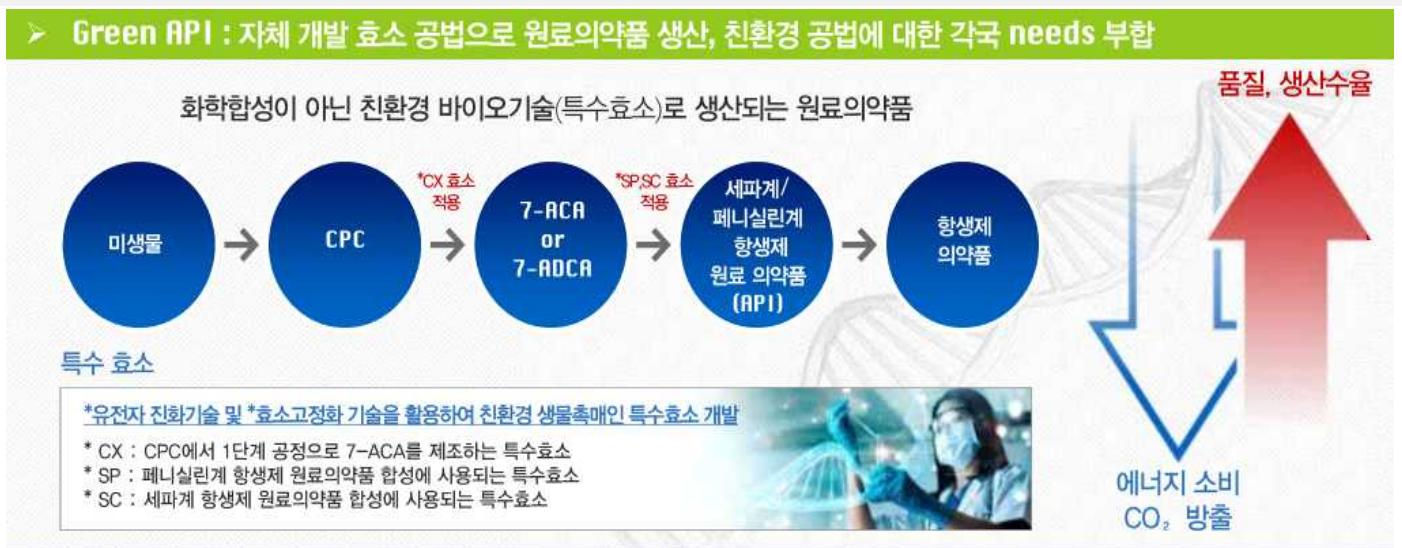 ➢ Green API : 자체 개발 효소 공법으로 원료의약품 생산, 친환경 공법에 대한 각국 needs 부합
품질, 생산수율
화학합성이 아닌 친환경 바이오기술(특수효소)로 생산되는 원료의약품
미생물
CPC
*CX 효소
적용
7-ACA
or
7-ADCA
*SP,SC 효소
적용
세파계/
페니실린계
항생제
원료 의약품
(API)
항생제
의약품
특수 효소
*유전자 진화기술 및 *효소고정화 기술을 활용하여 친환경 생물촉매인 특수효소 개발
* CX : CPC에서 1단계 공정으로 7-ACA를 제조하는 특수효소
* SP : 페니실린계 항생제 원료의약품 합성에 사용되는 특수효소
* SC : 세파계 항생제 원료의약품 합성에 사용되는 특수효소
에너지 소비
CO₂ 방출